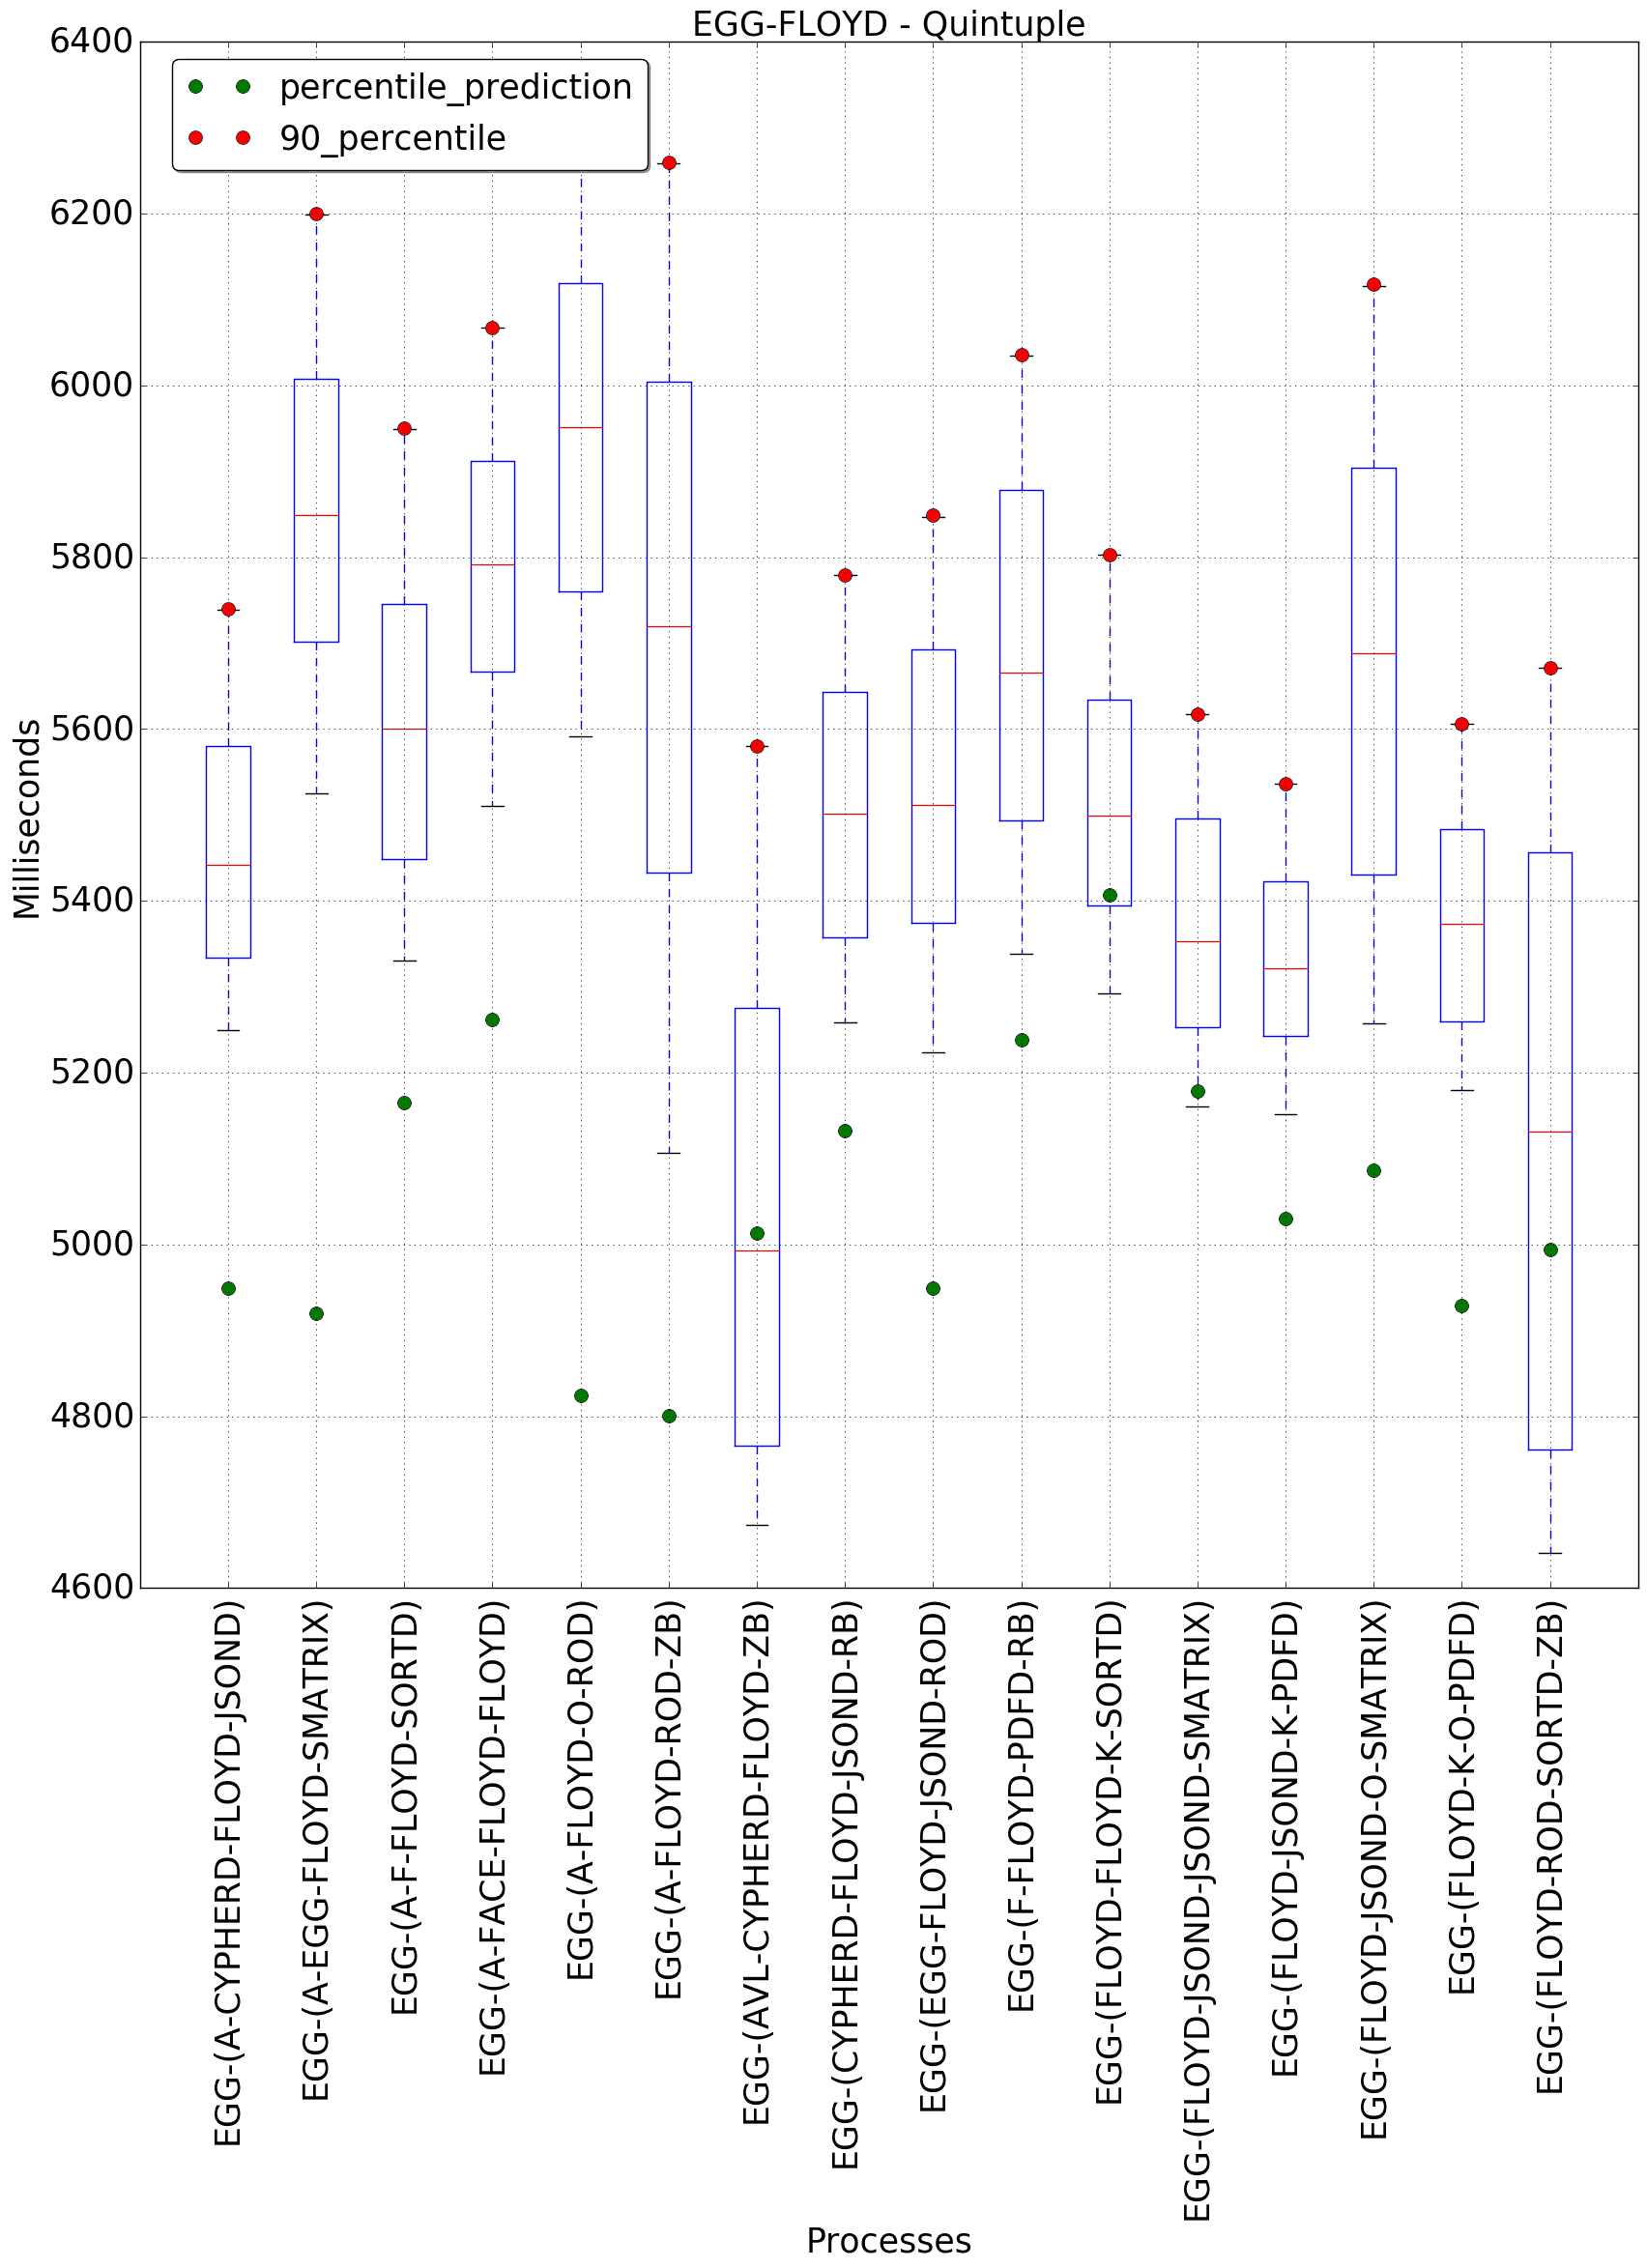 EGG-FLOYD - Quintuple
6400
6200
6000
5800
5600
5400
5200
5000
4800
4600
percentile_prediction
90_percentile
Milliseconds
EGG-(A-CYPHERD-FLOYD-JSOND)
EGG-(A-EGG-FLOYD-SMATRIX)
EGG-(A-F-FLOYD-SORTD)
EGG-(A-FACE-FLOYD-FLOYD)
EGG-(A-FLOYD-O-ROD)
EGG-(A-FLOYD-ROD-ZB)
EGG-(AVL-CYPHERD-FLOYD-ZB)
EGG-(CYPHERD-FLOYD-JSOND-RB)
EGG-(EGG-FLOYD-JSOND-ROD)
EGG-(F-FLOYD-PDFD-RB)
EGG-(FLOYD-FLOYD-K-SORTD)
EGG-(FLOYD-JSOND-JSOND-SMATRIX)
EGG-(FLOYD-JSOND-K-PDFD)
EGG-(FLOYD-JSOND-O-SMATRIX)
EGG-(FLOYD-K-O-PDFD)
EGG-(FLOYD-ROD-SORTD-ZB)
Processes